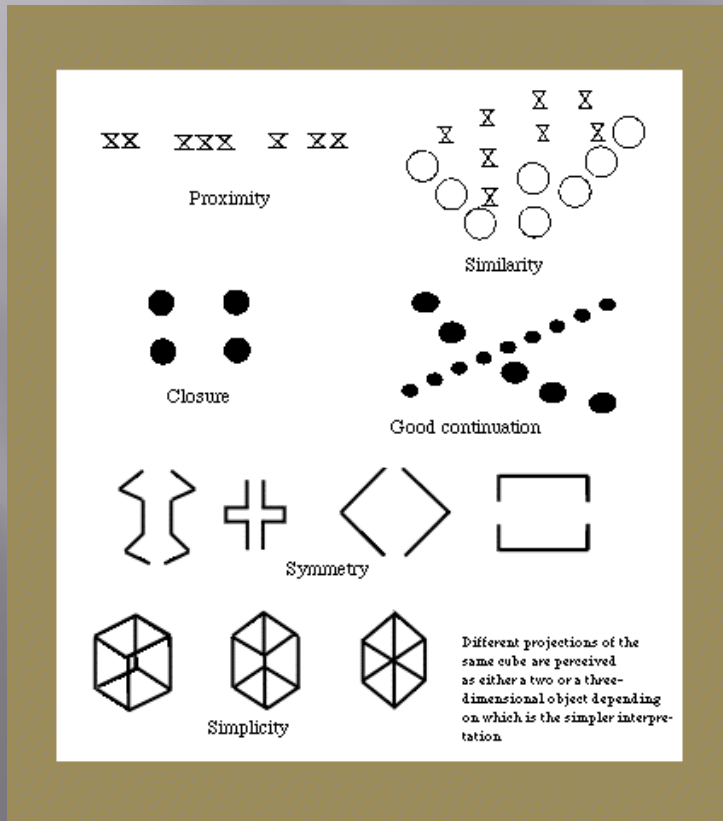 Proximity
Similarity
Closure
Good continuation
Symmetry
Simplicity
Different projections of the
same cube are perceived
as either a two or a three-
dimensional object depending
on which is the simpler interpre-
tation